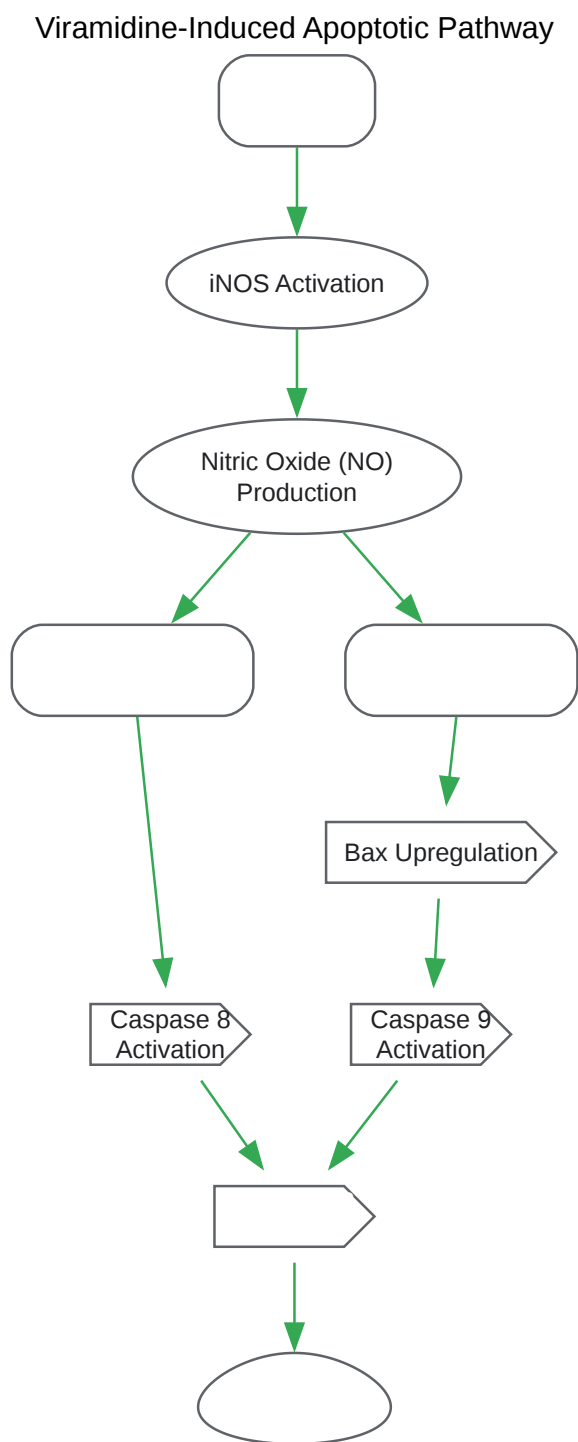 Viramidine-Induced Apoptotic Pathway
iNOS Activation
Nitric Oxide (NO)
Production
Bax Upregulation
Caspase 8
Activation
Caspase 9
Activation